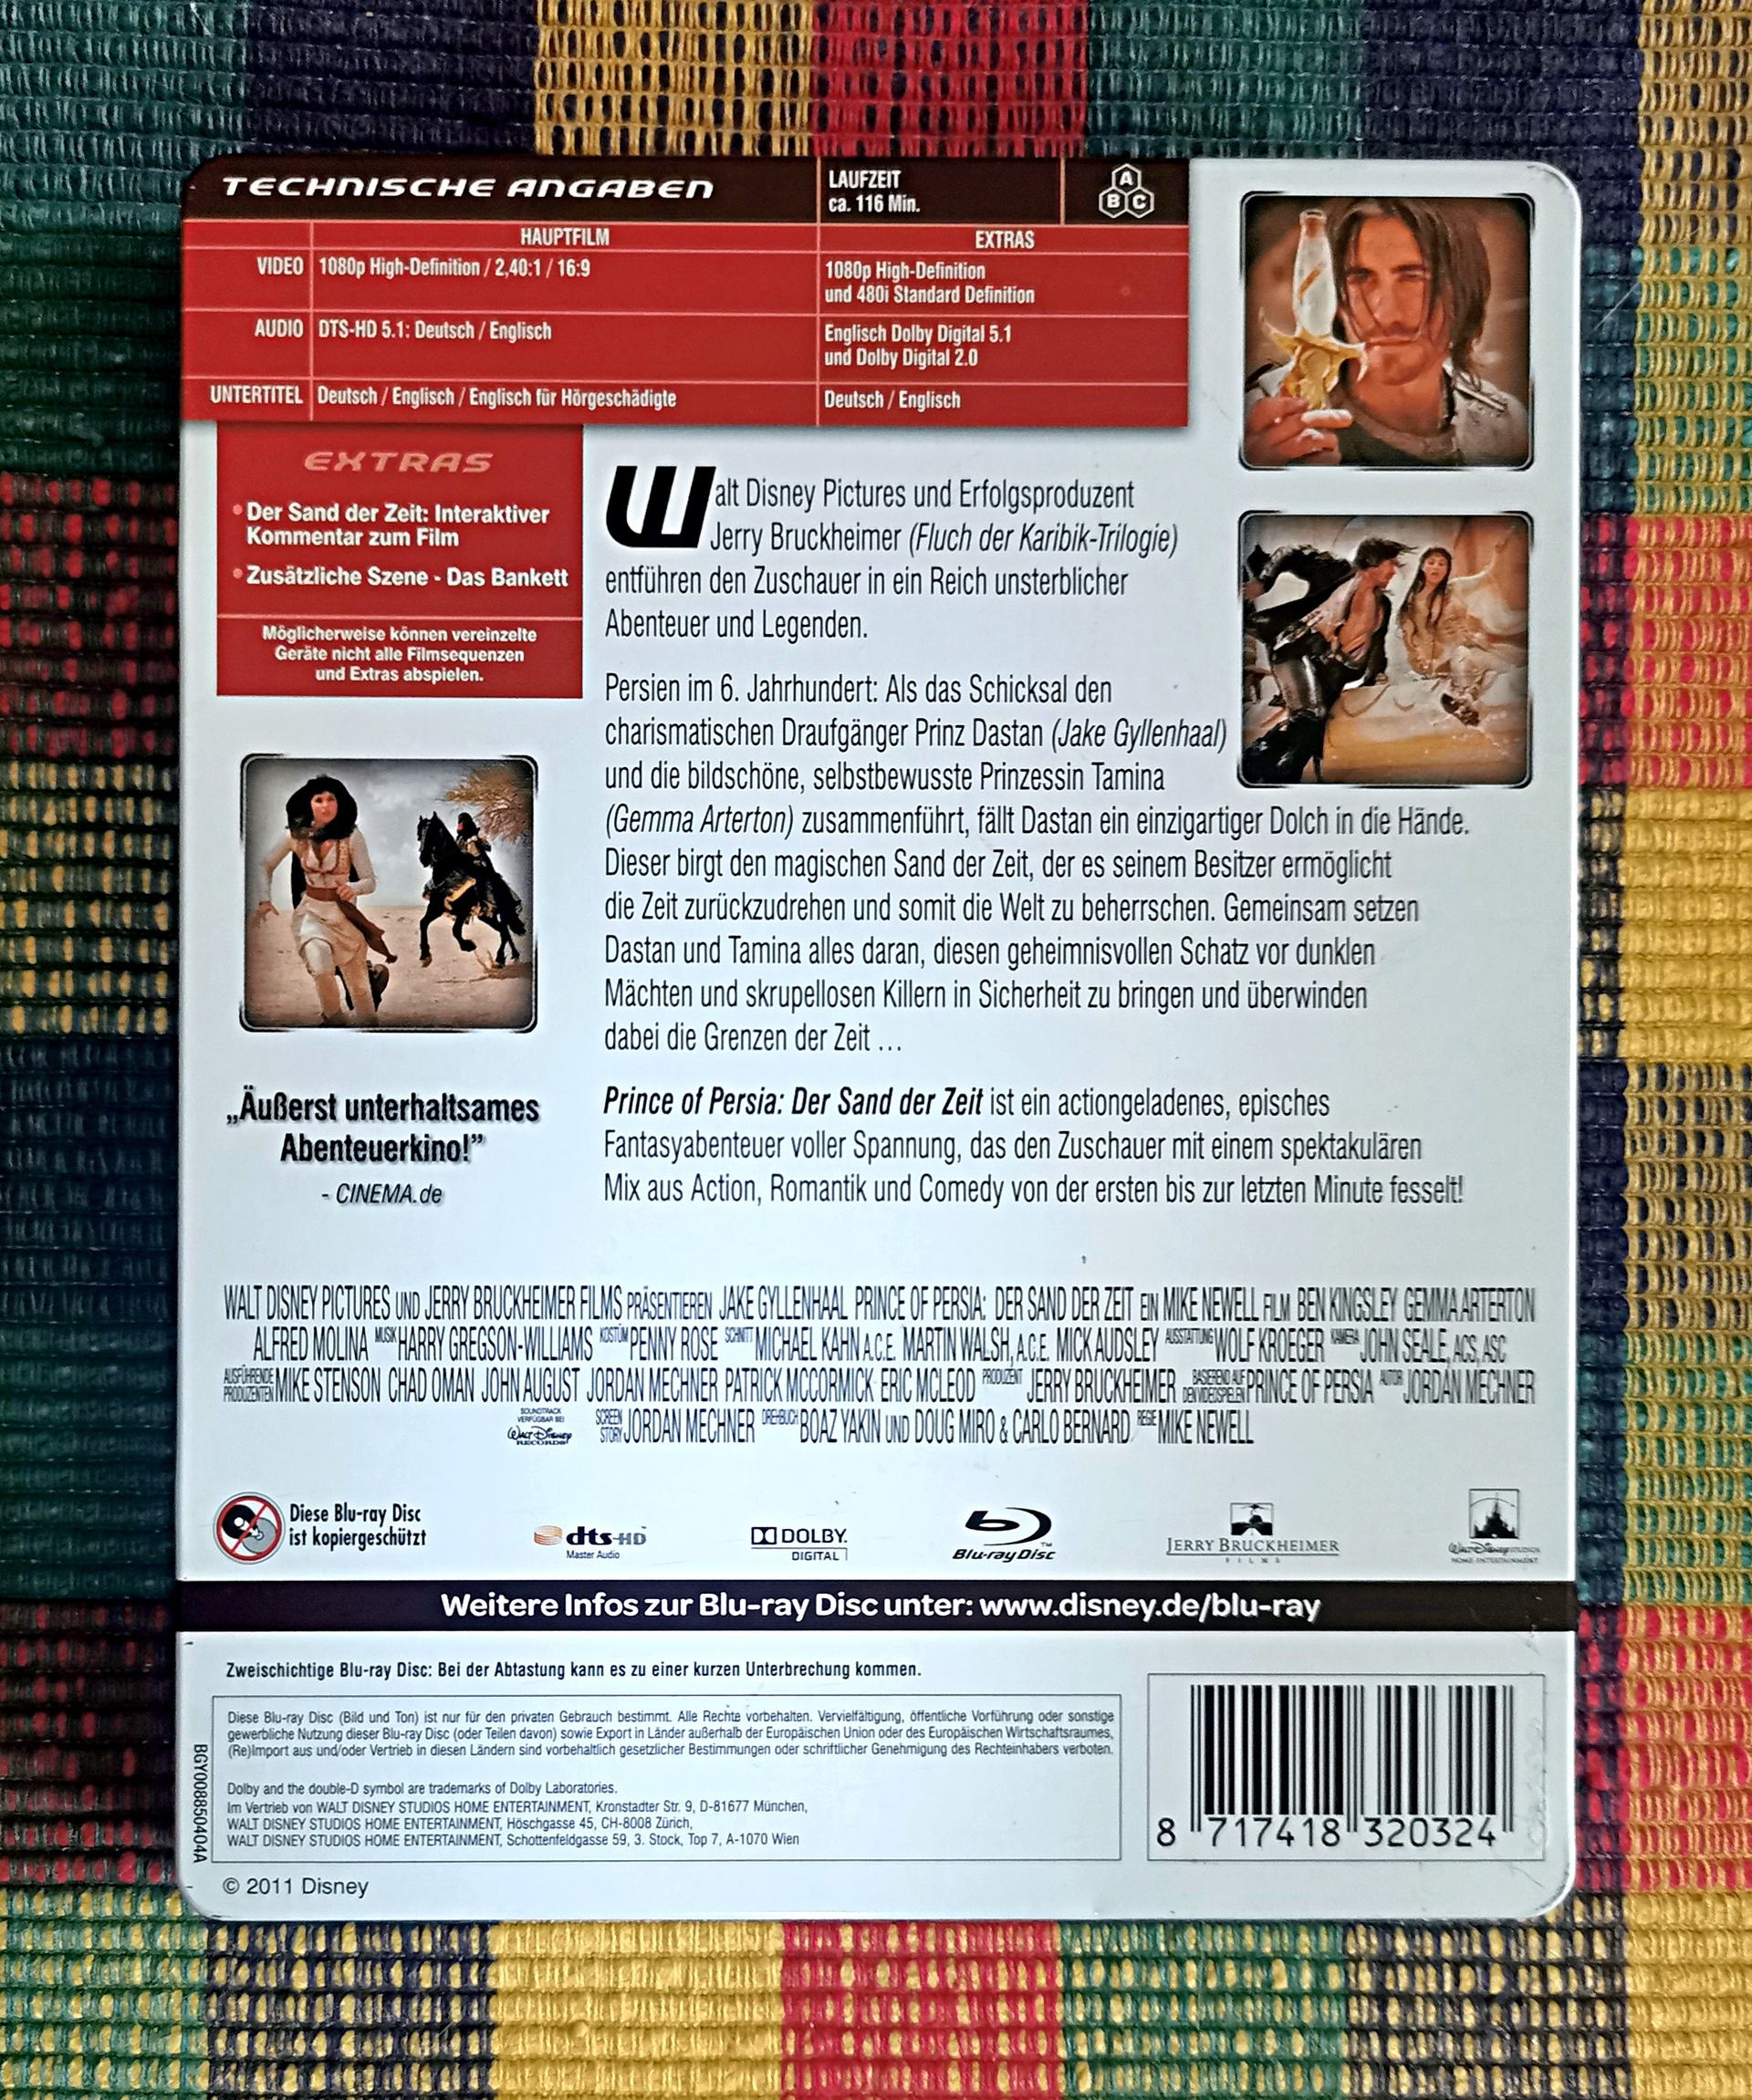 TECHNISCHE ANGABEN
LAUFZEIT
ca. 116 Min.
A
B C
HAUPTFILM
EXTRAS
VIDEO
1080p High-Definition / 2,40:1 / 16:9
1080p High-Definition
und 480i Standard Definition
AUDIO
DTS-HD 5.1: Deutsch / Englisch
Englisch Dolby Digital 5.1
und Dolby Digital 2.0
UNTERTITEL
Deutsch / Englisch / Englisch für Hörgeschädigte
Deutsch / Englisch
EXTRAS
• Der Sand der Zeit: Interaktiver
Kommentar zum Film
• Zusätzliche Szene - Das Bankett
Möglicherweise können vereinzelte
Geräte nicht alle Filmsequenzen
und Extras abspielen.
Walt Disney Pictures und Erfolgsproduzent
Jerry Bruckheimer (Fluch der Karibik-Trilogie)
entführen den Zuschauer in ein Reich unsterblicher
Abenteuer und Legenden.
Persien im 6. Jahrhundert: Als das Schicksal den
charismatischen Draufgänger Prinz Dastan (Jake Gyllenhaal)
und die bildschöne, selbstbewusste Prinzessin Tamina
(Gemma Arterton) zusammenführt, fällt Dastan ein einzigartiger Dolch in die Hände.
Dieser birgt den magischen Sand der Zeit, der es seinem Besitzer ermöglicht
die Zeit zurückzudrehen und somit die Welt zu beherrschen. Gemeinsam setzen
Dastan und Tamina alles daran, diesen geheimnisvollen Schatz vor dunklen
Mächten und skrupellosen Killern in Sicherheit zu bringen und überwinden
dabei die Grenzen der Zeit ...
Prince of Persia: Der Sand der Zeit ist ein actiongeladenes, episches
Fantasyabenteuer voller Spannung, das den Zuschauer mit einem spektakulären
Mix aus Action, Romantik und Comedy von der ersten bis zur letzten Minute fesselt!
„Äußerst unterhaltsames
Abenteuerkino!”
- CINEMA.de
WALT DISNEY PICTURES UND JERRY BRUCKHEIMER FILMS PRÄSENTIEREN JAKE GYLLENHAAL PRINCE OF PERSIA: DER SAND DER ZEIT EIN MIKE NEWELL FILM BEN KINGSLEY GEMMA ARTERTON
ALFRED MOLINA MUSIK HARRY GREGSON-WILLIAMS KOSTÜM PENNY ROSE SCHNITT MICHAEL KAHN A.C.E. MARTIN WALSH, A.C.E. MICK AUDSLEY AUSSTATTUNG WOLF KROEGER KAMERA JOHN SEALE, ACS, ASC
AUSFÜHRENDE PRODUZENTEN MIKE STENSON CHAD OMAN JOHN AUGUST JORDAN MECHNER PATRICK MCCORMICK ERIC MCLEOD PRODUZENT JERRY BRUCKHEIMER BASIEREND AUF DEN VIDEOSPIELEN PRINCE OF PERSIA AUTOR JORDAN MECHNER
SOUNDTRACK VERFÜGBAR BEI WALT DISNEY RECORDS SCREEN STORY JORDAN MECHNER DREHBUCH BOAZ YAKIN UND DOUG MIRO & CARLO BERNARD REGIE MIKE NEWELL
Diese Blu-ray Disc
ist kopiergeschützt
dts-HD
Master Audio
DOLBY.
DIGITAL
Blu-ray Disc™
JERRY BRUCKHEIMER
FILMS
Walt Disney STUDIOS
HOME ENTERTAINMENT
Weitere Infos zur Blu-ray Disc unter: www.disney.de/blu-ray
Zweischichtige Blu-ray Disc: Bei der Abtastung kann es zu einer kurzen Unterbrechung kommen.
Diese Blu-ray Disc (Bild und Ton) ist nur für den privaten Gebrauch bestimmt. Alle Rechte vorbehalten. Vervielfältigung, öffentliche Vorführung oder sonstige
gewerbliche Nutzung dieser Blu-ray Disc (oder Teilen davon) sowie Export in Länder außerhalb der Europäischen Union oder des Europäischen Wirtschaftsraumes,
(Re)Import aus und/oder Vertrieb in diesen Ländern sind vorbehaltlich gesetzlicher Bestimmungen oder schriftlicher Genehmigung des Rechteinhabers verboten.
Dolby and the double-D symbol are trademarks of Dolby Laboratories.
Im Vertrieb von WALT DISNEY STUDIOS HOME ENTERTAINMENT, Kronstadter Str. 9, D-81677 München,
WALT DISNEY STUDIOS HOME ENTERTAINMENT, Höschgasse 45, CH-8008 Zürich,
WALT DISNEY STUDIOS HOME ENTERTAINMENT, Schottenfeldgasse 59, 3. Stock, Top 7, A-1070 Wien
BGY008850404A
© 2011 Disney
8 717418 320324